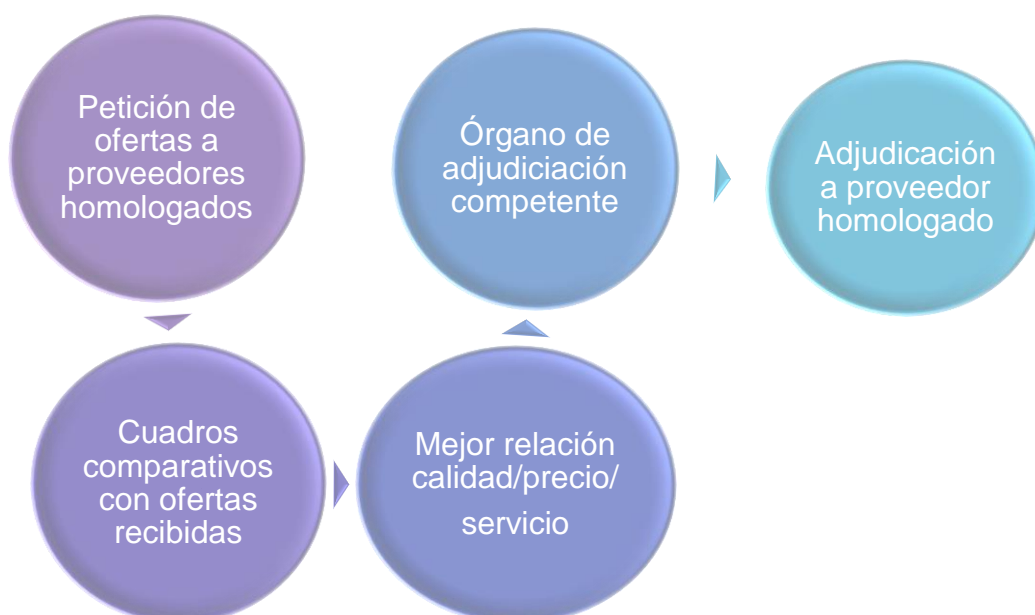 Petición de
ofertas a
proveedores
homologados
Cuadros
comparativos
con ofertas
recibidas
Mejor relación
calidad/precio/
servicio
Órgano de
adjudiciación
competente
Adjudicación
a proveedor
homologado